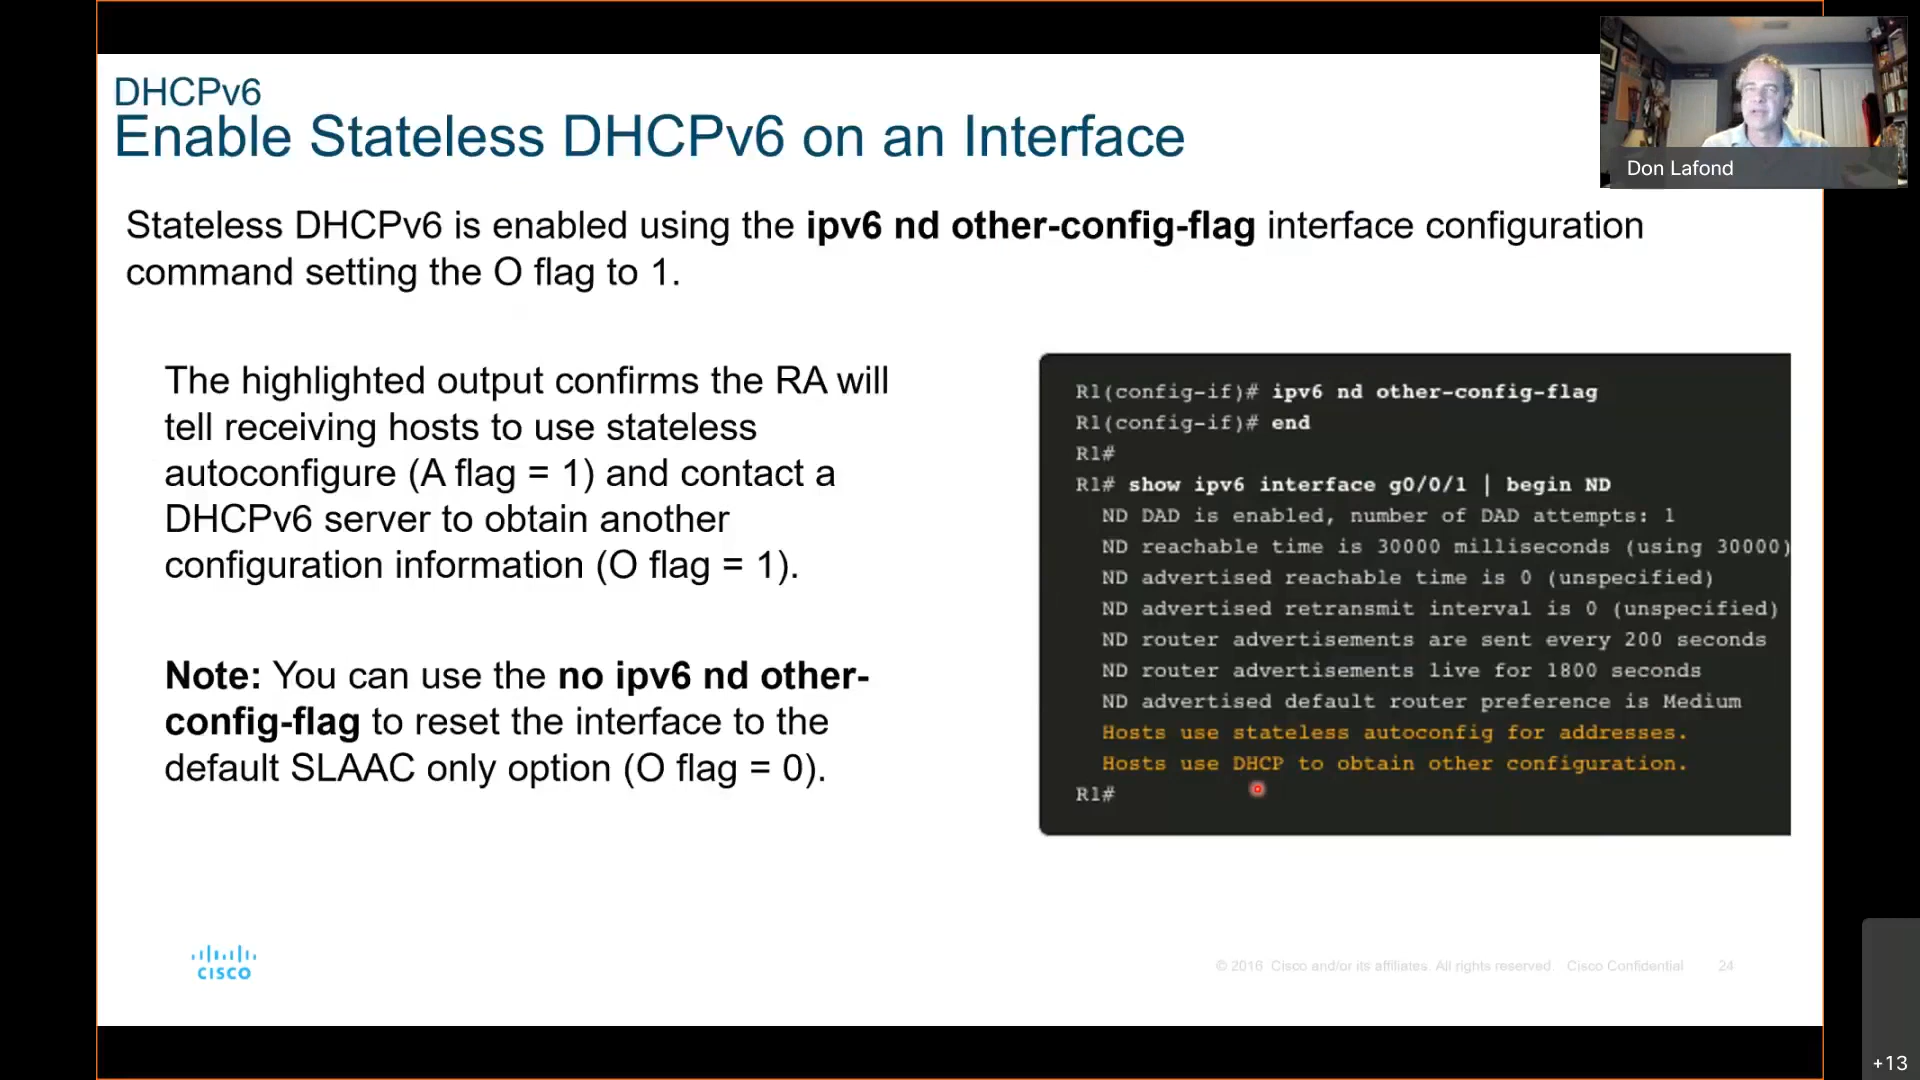 DHCPv6
Enable Stateless DHCPv6 on an Interface
Don Lafond
Stateless DHCPv6 is enabled using the ipv6 nd other-config-flag interface configuration
command setting the O flag to 1.
The highlighted output confirms the RA will
tell receiving hosts to use stateless
autoconfigure (A flag = 1) and contact a
DHCPv6 server to obtain another
configuration information (O flag = 1).
Note: You can use the no ipv6 nd other-
config-flag to reset the interface to the
default SLAAC only option (O flag = 0).
R1(config-if)# ipv6 nd other-config-flag
R1(config-if)# end
R1#
R1# show ipv6 interface g0/0/1 | begin ND
ND DAD is enabled, number of DAD attempts: 1
ND reachable time is 30000 milliseconds (using 30000)
ND advertised reachable time is 0 (unspecified)
ND advertised retransmit interval is 0 (unspecified)
ND router advertisements are sent every 200 seconds
ND router advertisements live for 1800 seconds
ND advertised default router preference is Medium
Hosts use stateless autoconfig for addresses.
Hosts use DHCP to obtain other configuration.
R1#
CISCO
© 2016 Cisco and/or its affiliates. All rights reserved. Cisco Confidential 24
+13